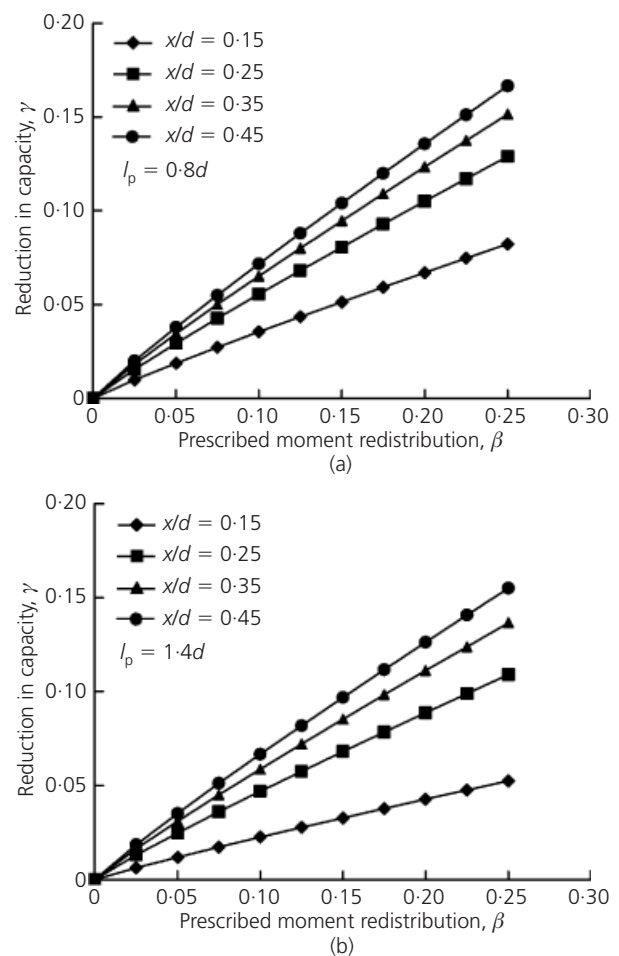 0·20
0·15
0·10
0·05
0
Reduction in capacity, γ
x/d = 0·15
x/d = 0·25
x/d = 0·35
x/d = 0·45
lp = 0·8d
0 0·05 0·10 0·15 0·20 0·25 0·30
Prescribed moment redistribution, β
(a)
0·20
0·15
0·10
0·05
0
Reduction in capacity, γ
x/d = 0·15
x/d = 0·25
x/d = 0·35
x/d = 0·45
lp = 1·4d
0 0·05 0·10 0·15 0·20 0·25 0·30
Prescribed moment redistribution, β
(b)